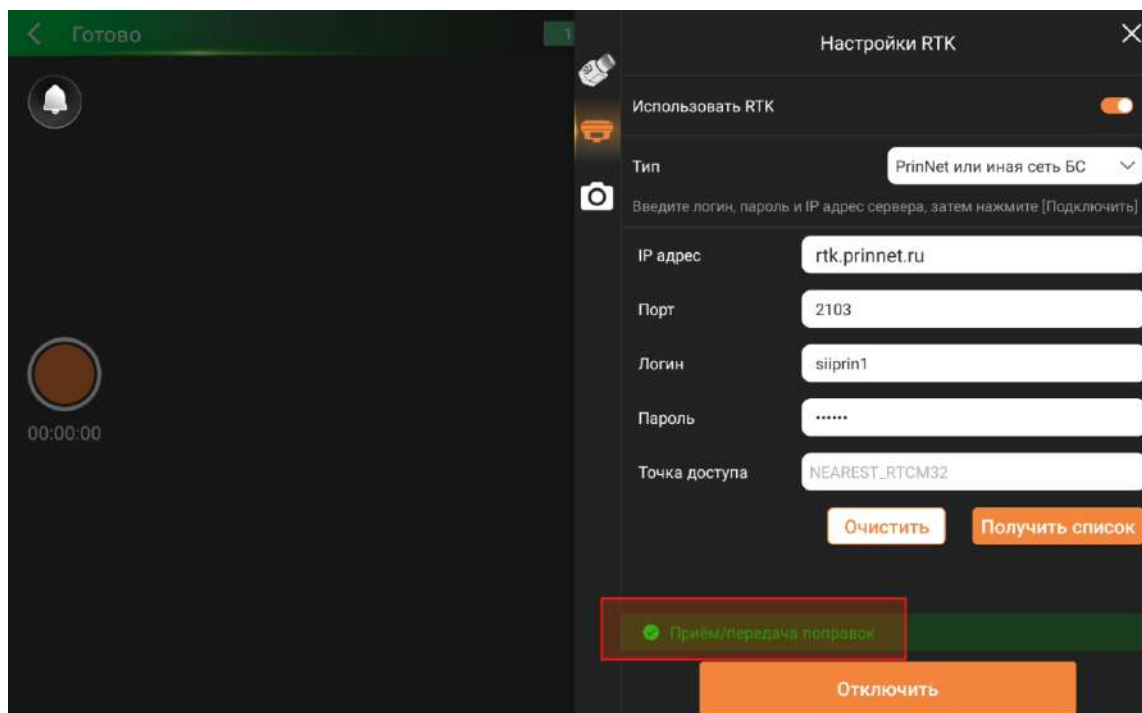 Готово
1
00:00:00
Настройки RTK
Использовать RTK
Тип
PrinNet или иная сеть БС
Введите логин, пароль и IP адрес сервера, затем нажмите [Подключить]
IP адрес
rtk.prinnet.ru
Порт
2103
Логин
siiprin1
Пароль
••••••
Точка доступа
NEAREST_RTCM32
Очистить
Получить список
Приём/передача поправок
Отключить